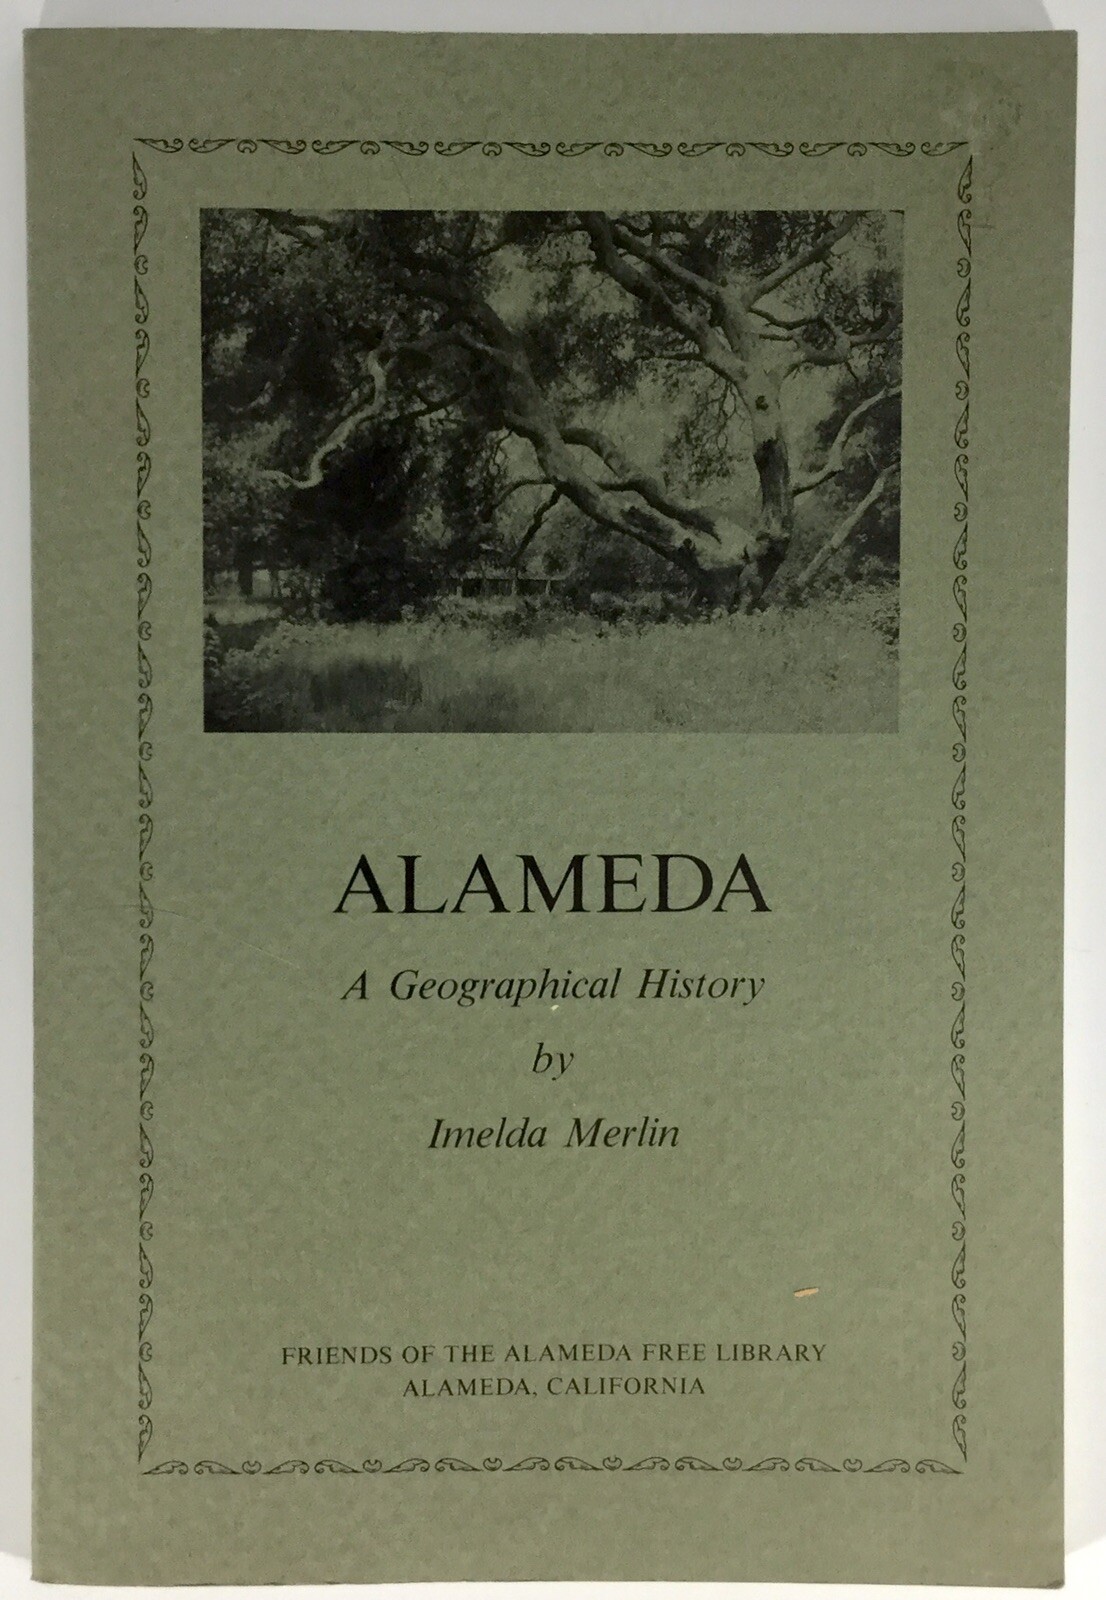 ALAMEDA
A Geographical History
by
Imelda Merlin
FRIENDS OF THE ALAMEDA FREE LIBRARY
ALAMEDA, CALIFORNIA